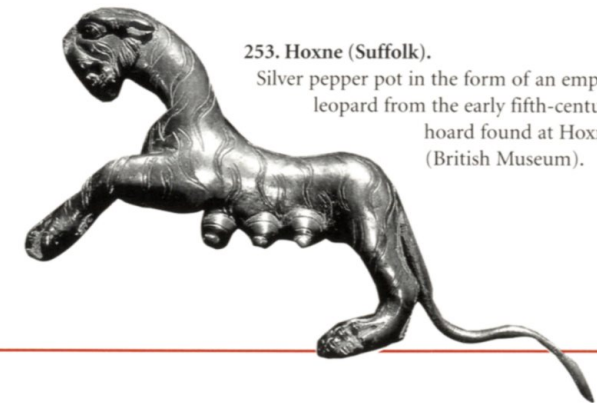 253. Hoxne (Suffolk).
Silver pepper pot in the form of an emp
leopard from the early fifth-centu
hoard found at Hoxn
(British Museum).